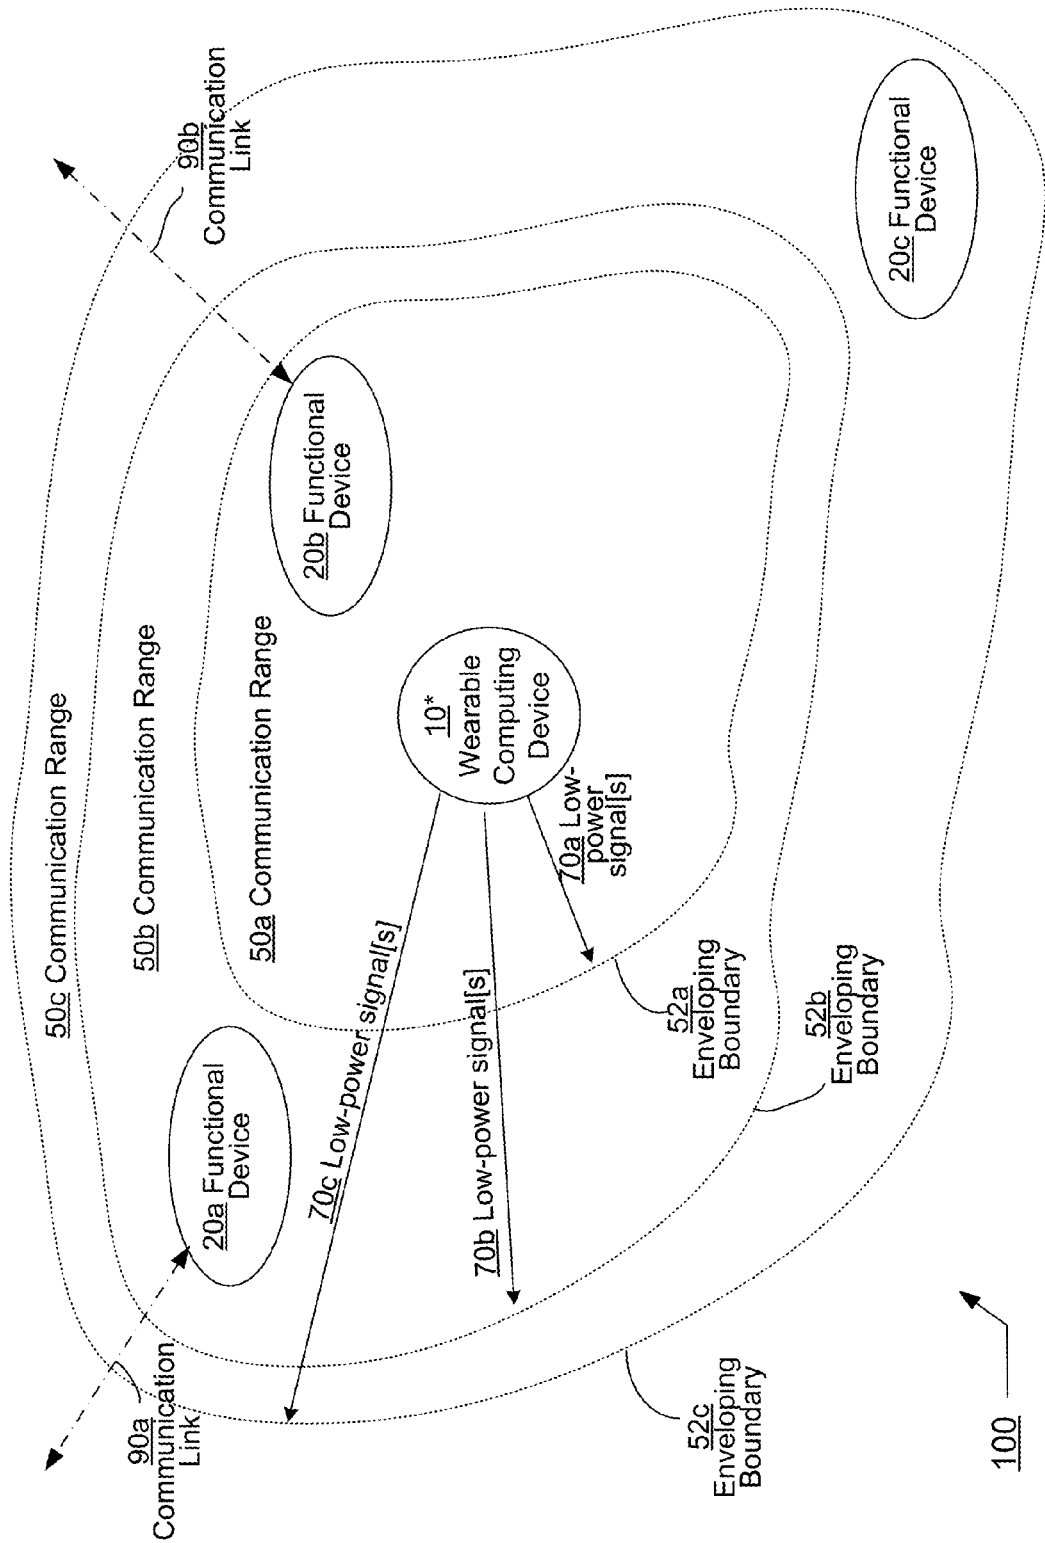 50c Communication Range
50b Communication Range
50a Communication Range
90a
Communication
Link
20a Functional
Device
90b
Communication
Link
20b Functional
Device
10*
Wearable
Computing
Device
70c Low-power signal[s]
70b Low-power signal[s]
70a Low-
power
signal[s]
52a
Enveloping
Boundary
52b
Enveloping
Boundary
52c
Enveloping
Boundary
20c Functional
Device
100